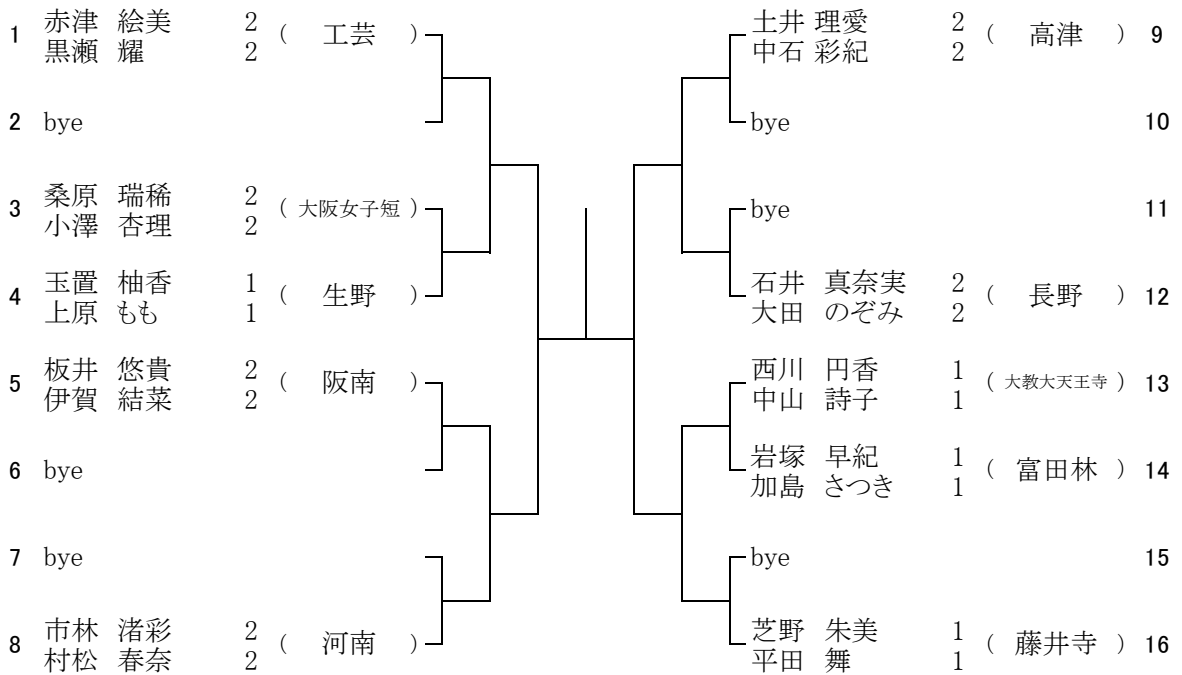 1 赤津 絵美 2 ( 工芸 )
黒瀬 耀 2
2 bye
3 桑原 瑞稀 2 ( 大阪女子短 )
小澤 杏理 2
4 玉置 柚香 1 ( 生野 )
上原 もも 1
5 板井 悠貴 2 ( 阪南 )
伊賀 結菜 2
6 bye
7 bye
8 市林 渚彩 2 ( 河南 )
村松 春奈 2
土井 理愛 2 ( 高津 ) 9
中石 彩紀 2
bye 10
bye 11
石井 真奈実 2 ( 長野 ) 12
大田 のぞみ 2
西川 円香 1 ( 大教大天王寺 ) 13
中山 詩子 1
岩塚 早紀 1 ( 富田林 ) 14
加島 さつき 1
bye 15
芝野 朱美 1 ( 藤井寺 ) 16
平田 舞 1